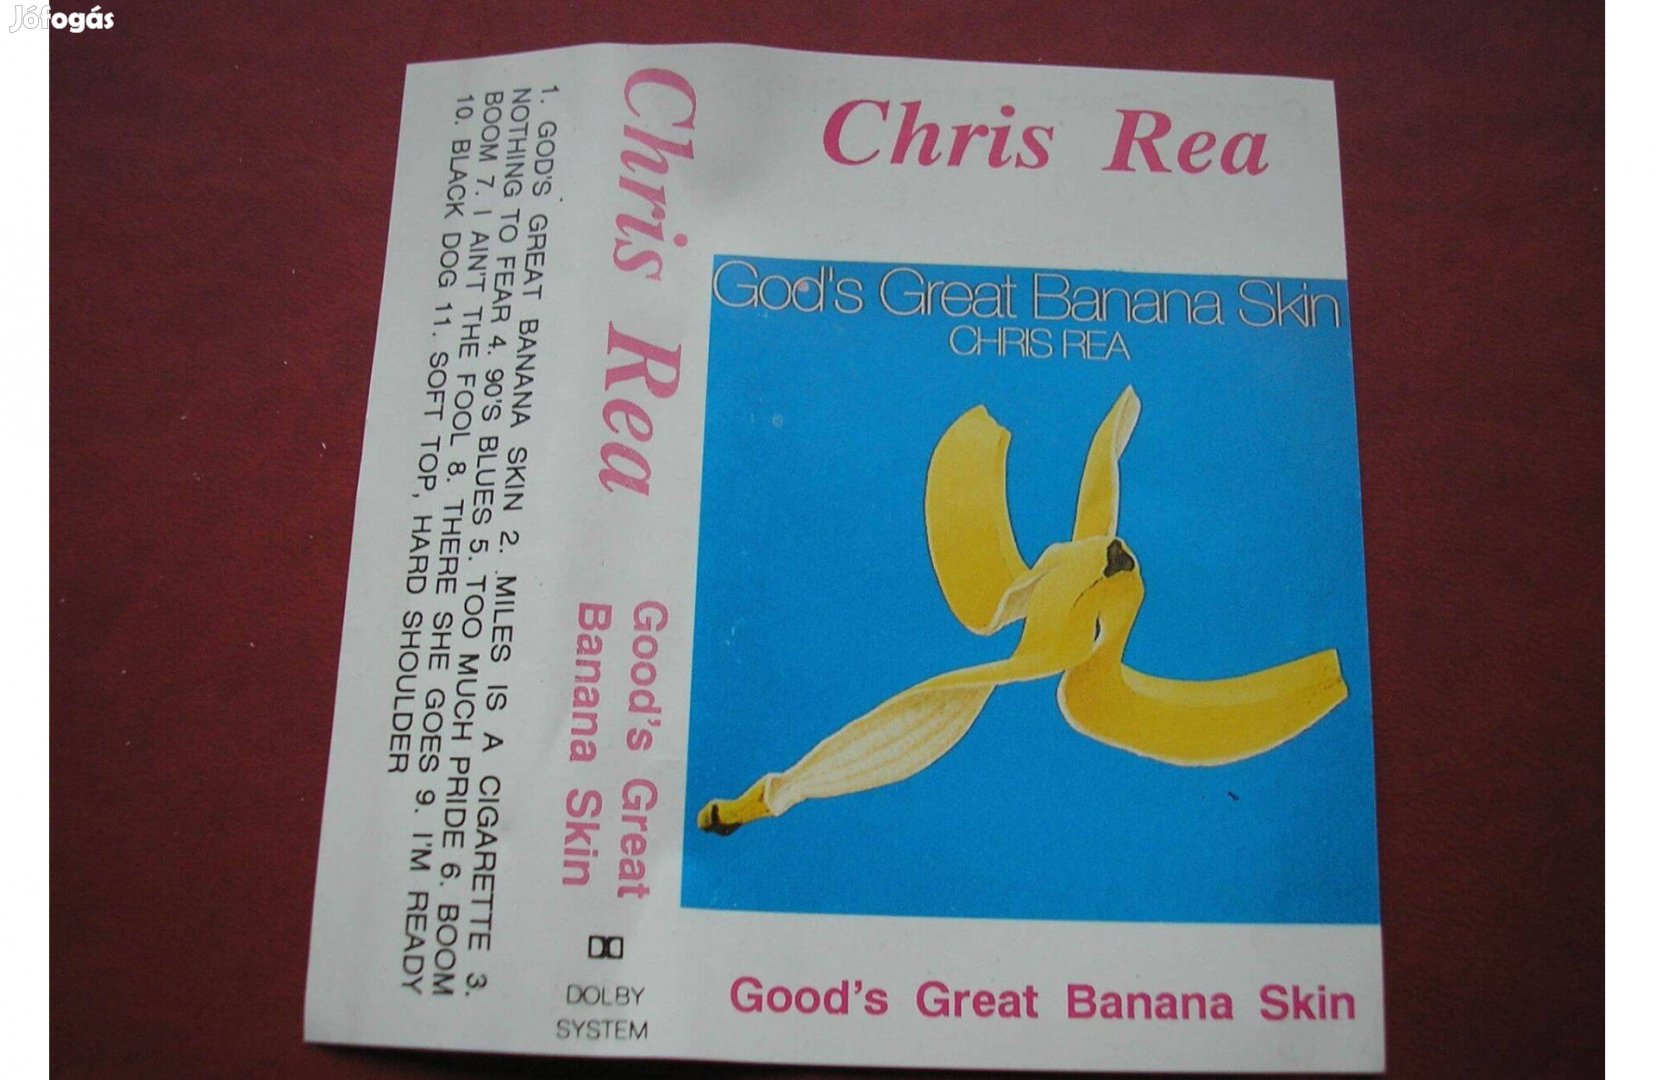 Jófogás
Chris Rea
God's Great Banana Skin
CHRIS REA
Good's Great Banana Skin
Chris Rea
Good's Great
Banana Skin
DOLBY
SYSTEM
1. GOD'S GREAT BANANA SKIN 2. MILES IS A CIGARETTE 3.
NOTHING TO FEAR 4. 90'S BLUES 5. TOO MUCH PRIDE 6. BOOM
BOOM 7. I AIN'T THE FOOL 8. THERE SHE GOES 9. I'M READY
10. BLACK DOG 11. SOFT TOP, HARD SHOULDER